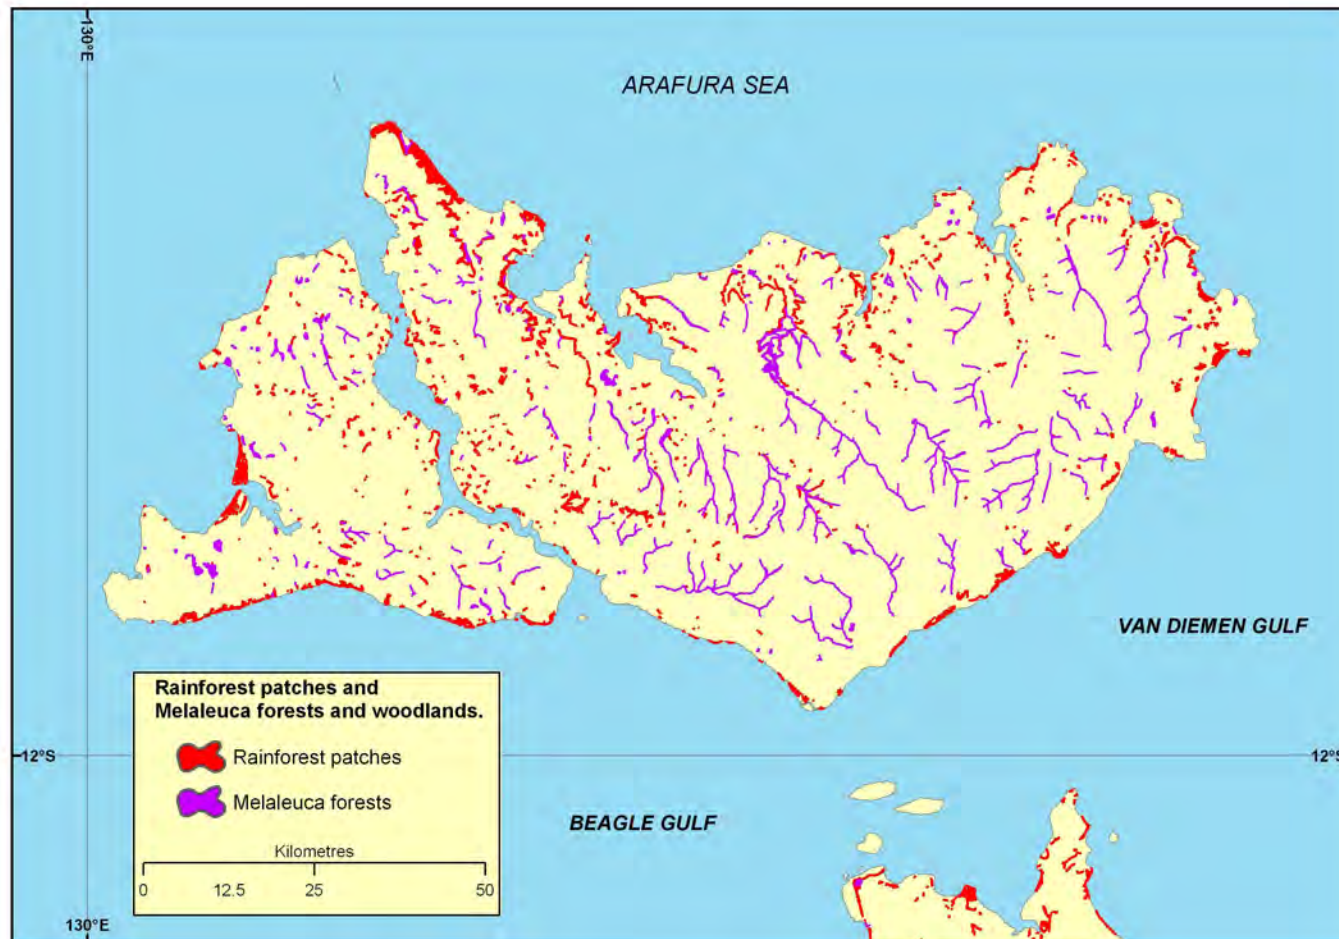 130°E
ARAFURA SEA
VAN DIEMEN GULF
Rainforest patches and
Melaleuca forests and woodlands.
Rainforest patches
Melaleuca forests
Kilometres
0 12.5 25 50
12°S
12°S
BEAGLE GULF
130°E